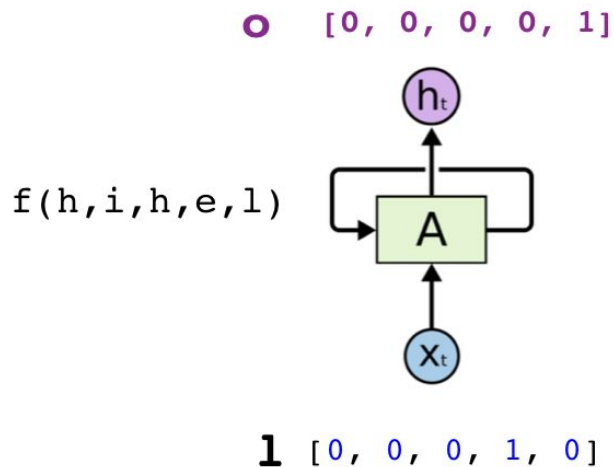 o [0, 0, 0, 0, 1]
ht
f(h,i,h,e,l)
A
xt
l [0, 0, 0, 1, 0]